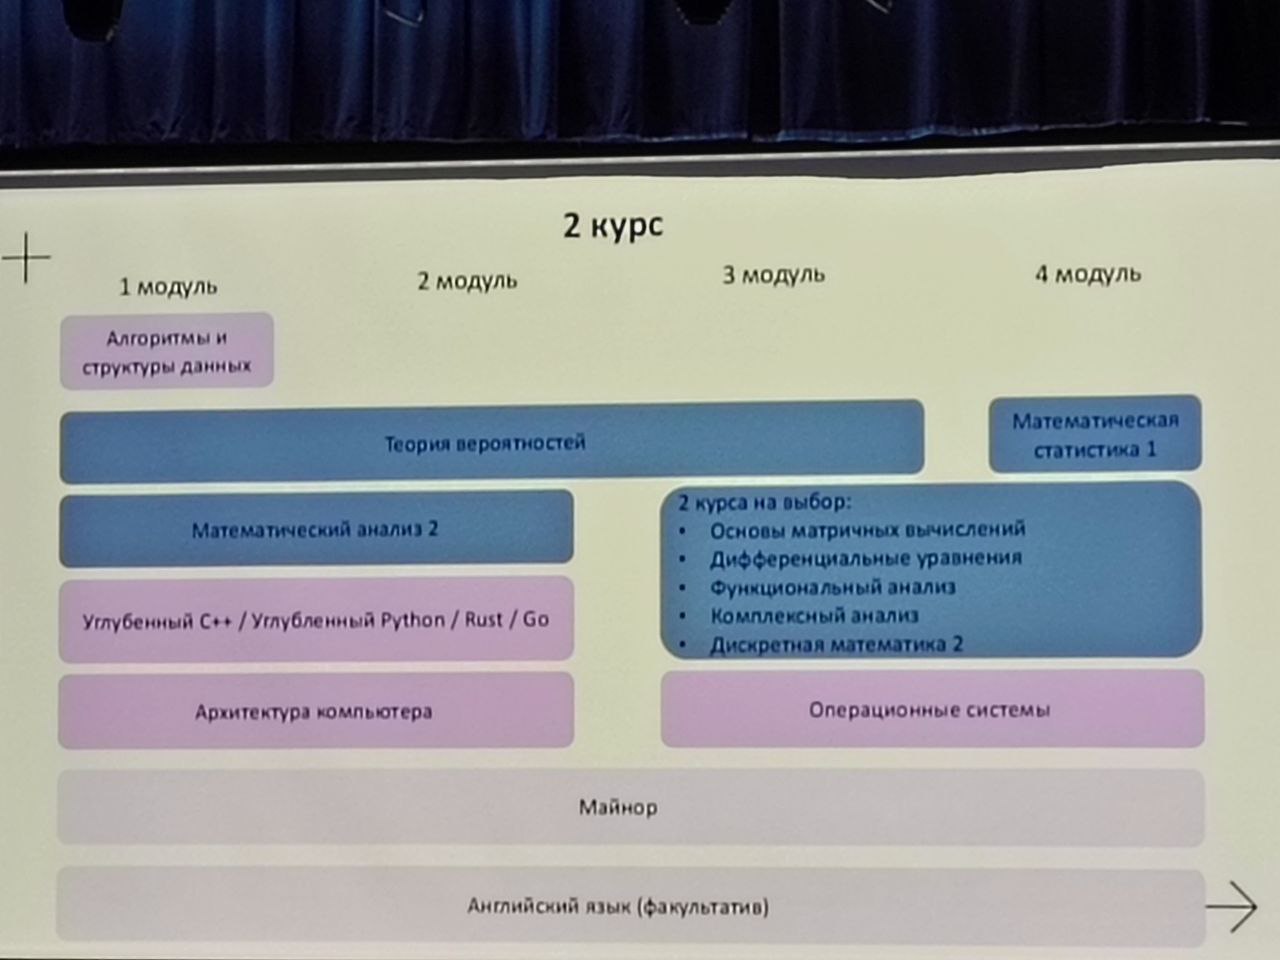 2 курс
1 модуль
2 модуль
3 модуль
4 модуль
Алгоритмы и
структуры данных
Теория вероятностей
Математическая
статистика 1
Математический анализ 2
2 курса на выбор:
• Основы матричных вычислений
• Дифференциальные уравнения
• Функциональный анализ
• Комплексный анализ
• Дискретная математика 2
Углубенный C++ / Углубленный Python / Rust / Go
Архитектура компьютера
Операционные системы
Майнор
Английский язык (факультатив)